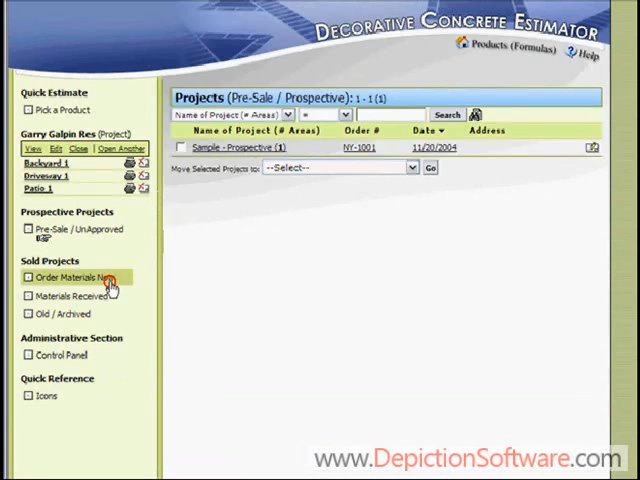 DECORATIVE CONCRETE ESTIMATOR
Products (Formulas)
Help
Quick Estimate
Pick a Product
Garry Galpin Res (Project)
View Edit Close | Open Another
Backyard 1
Driveway 1
Patio 1
Prospective Projects
Pre-Sale / UnApproved
Sold Projects
Order Materials
Materials Received
Old / Archived
Administrative Section
Control Panel
Quick Reference
Icons
Projects (Pre-Sale / Prospective): 1 - 1 (1)
Name of Project (# Areas) = Search
Name of Project (# Areas) Order # Date Address
Sample - Prospective (1) NY-1001 11/20/2004
Move Selected Projects to: --Select-- Go
www.DepictionSoftware.com